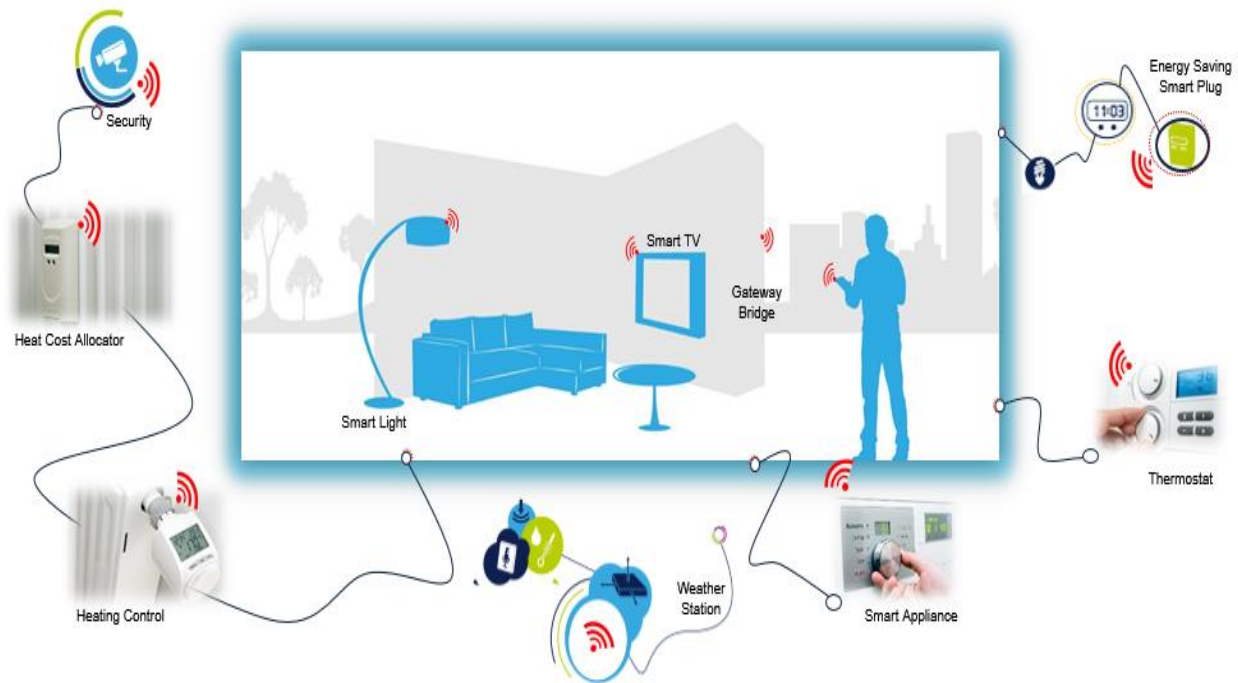 Security
Energy Saving
Smart Plug
11:03
Heat Cost Allocator
Smart TV
Gateway
Bridge
Smart Light
Thermostat
Heating Control
Weather
Station
Smart Appliance